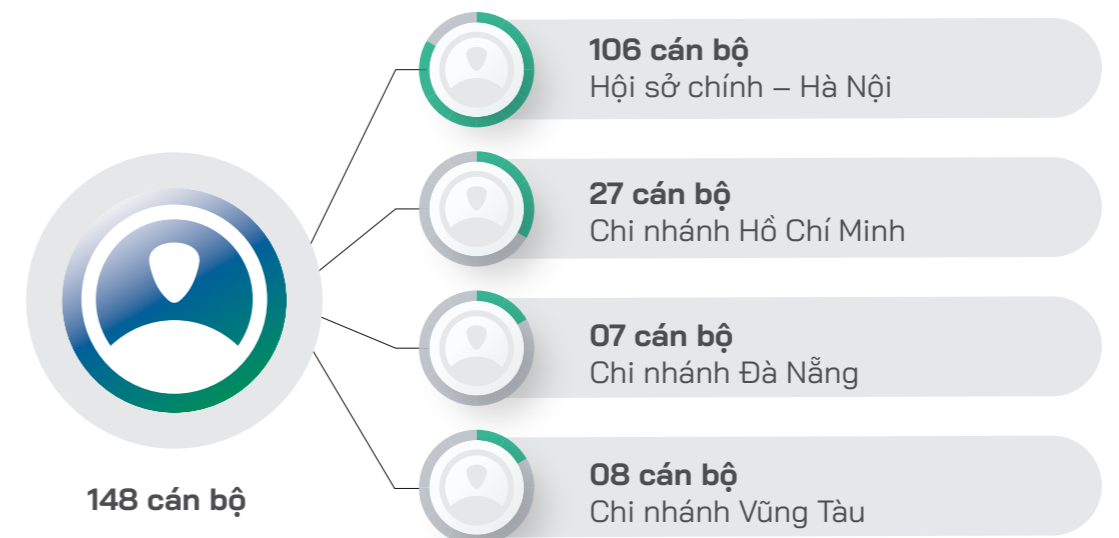 106 cán bộ
Hội sở chính – Hà Nội
27 cán bộ
Chi nhánh Hồ Chí Minh
07 cán bộ
Chi nhánh Đà Nẵng
08 cán bộ
Chi nhánh Vũng Tàu
148 cán bộ